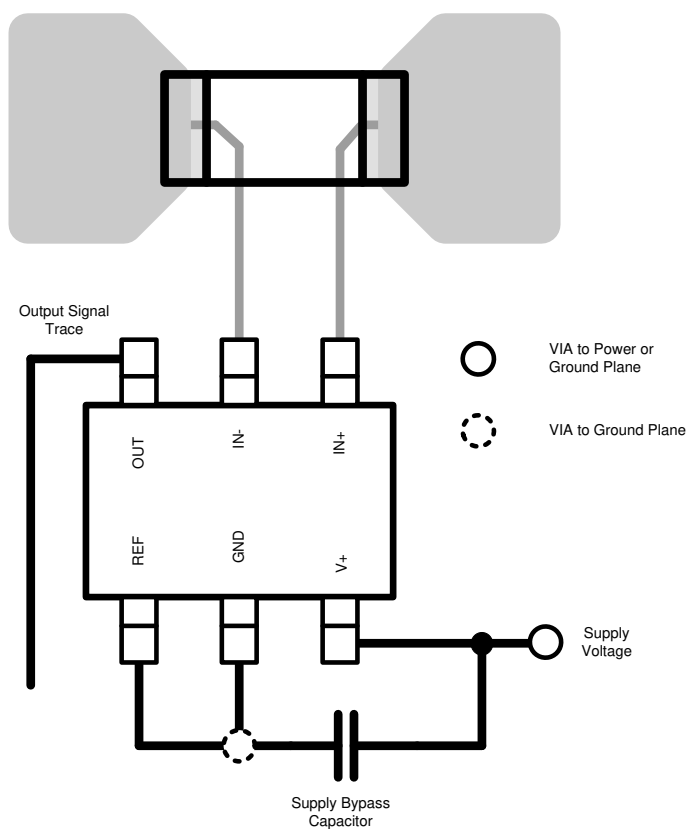 Output Signal
Trace
VIA to Power or
Ground Plane
VIA to Ground Plane
OUT
IN-
IN+
REF
GND
V+
Supply
Voltage
Supply Bypass
Capacitor